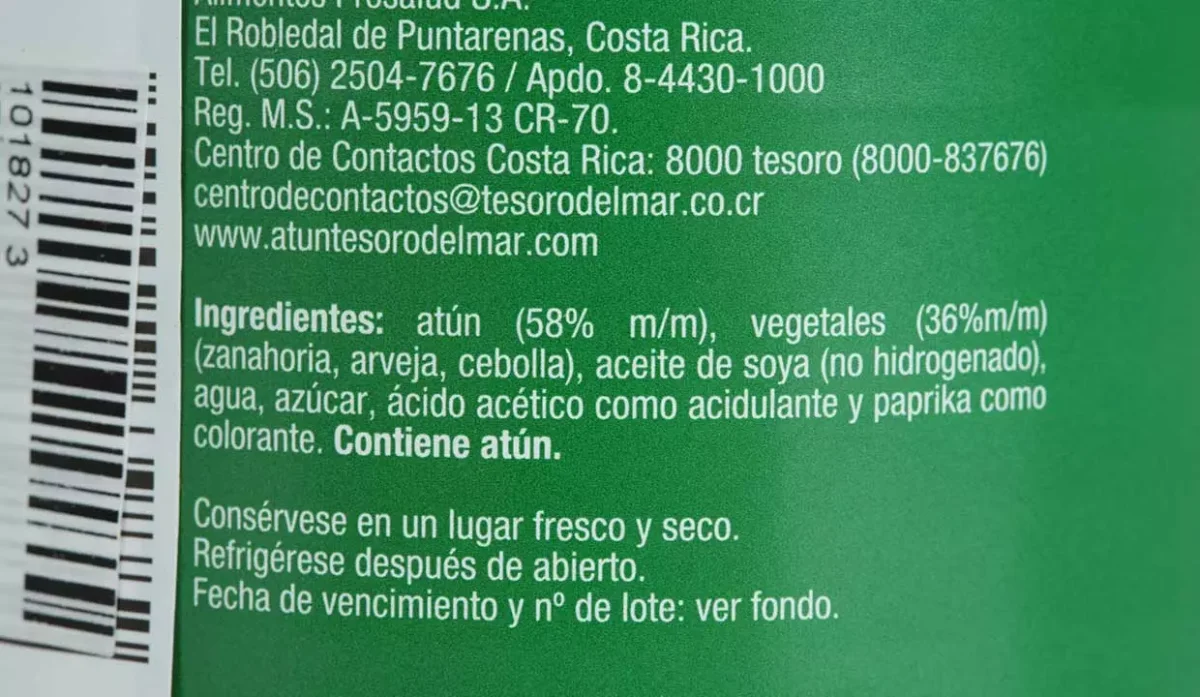 Alimentos Prosalud S.A.
El Robledal de Puntarenas, Costa Rica.
Tel. (506) 2504-7676 / Apdo. 8-4430-1000
Reg. M.S.: A-5959-13 CR-70.
Centro de Contactos Costa Rica: 8000 tesoro (8000-837676)
centrodecontactos@tesorodelmar.co.cr
www.atuntesorodelmar.com
Ingredientes: atún (58% m/m), vegetales (36%m/m)
(zanahoria, arveja, cebolla), aceite de soya (no hidrogenado),
agua, azúcar, ácido acético como acidulante y paprika como
colorante. Contiene atún.
Consérvese en un lugar fresco y seco.
Refrigérese después de abierto.
Fecha de vencimiento y nº de lote: ver fondo.
101827 3